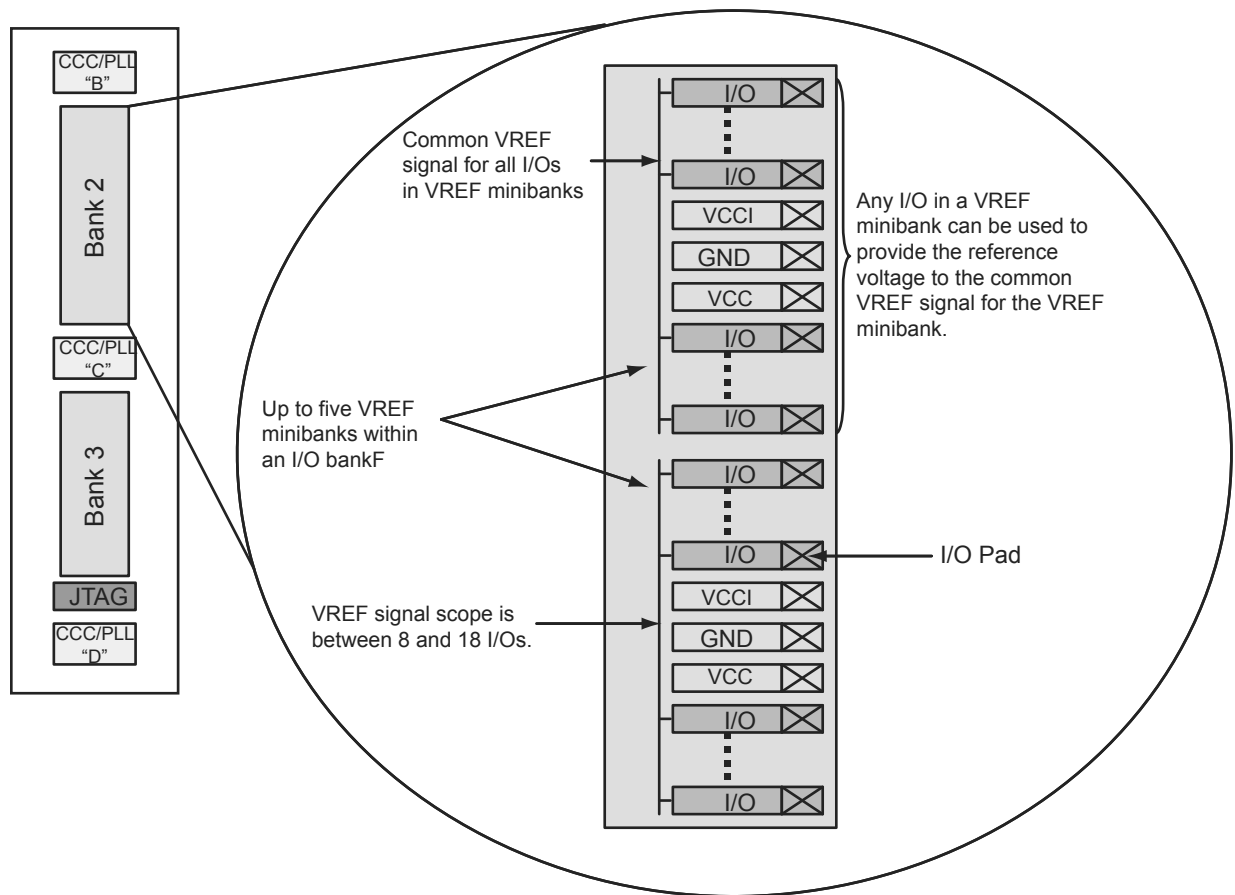 CCC/PLL
“B”
Bank 2
CCC/PLL
“C”
Bank 3
JTAG
CCC/PLL
“D”
Common VREF
signal for all I/Os
in VREF minibanks
Up to five VREF
minibanks within
an I/O bankF
VREF signal scope is
between 8 and 18 I/Os.
I/O
I/O
VCCI
GND
VCC
I/O
I/O
I/O
I/O
VCCI
GND
VCC
I/O
I/O
Any I/O in a VREF
minibank can be used to
provide the reference
voltage to the common
VREF signal for the VREF
minibank.
I/O Pad